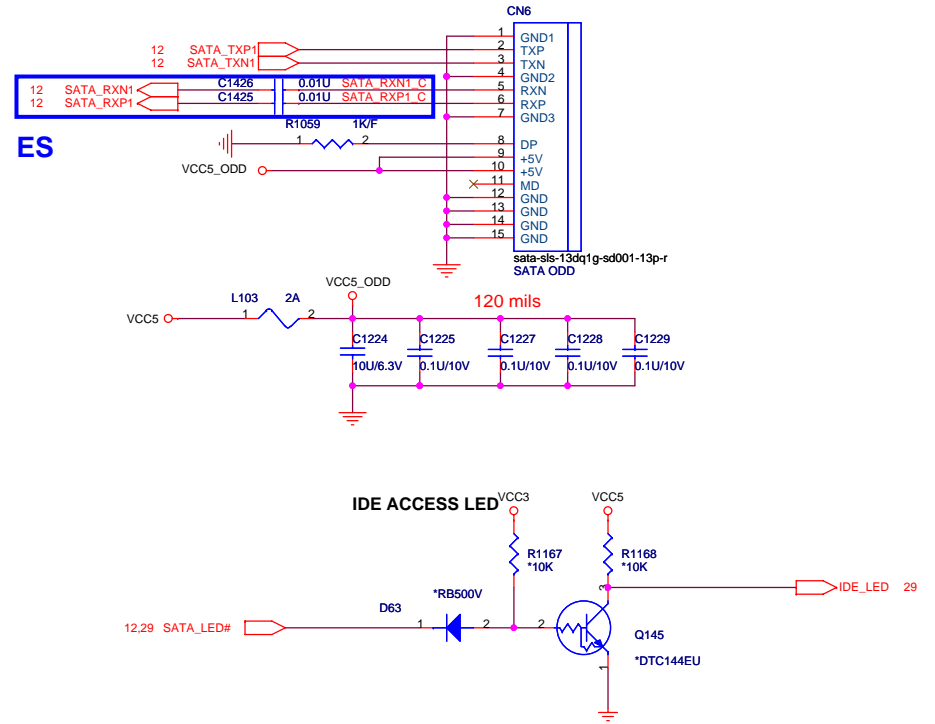 CN6
1 GND1
12 SATA_TXP1 2 TXP
12 SATA_TXN1 3 TXN
4 GND2
12 SATA_RXN1 C1426 0.01U SATA_RXN1_C 5 RXN
12 SATA_RXP1 C1425 0.01U SATA_RXP1_C 6 RXP
7 GND3
ES
R1059 1K/F
1 2 8 DP
9 +5V
VCC5_ODD 10 +5V
11 MD
12 GND
13 GND
14 GND
15 GND
sata-sls-13dq1g-sd001-13p-r
SATA ODD
VCC5_ODD
L103 2A 120 mils
VCC5 1 2
C1224 C1225 C1227 C1228 C1229
10U/6.3V 0.1U/10V 0.1U/10V 0.1U/10V 0.1U/10V
IDE ACCESS LED VCC3 VCC5
R1167 R1168
*10K *10K
3 IDE_LED 29
*RB500V
D63
12,29 SATA_LED# 1 2 2
Q145
*DTC144EU
1